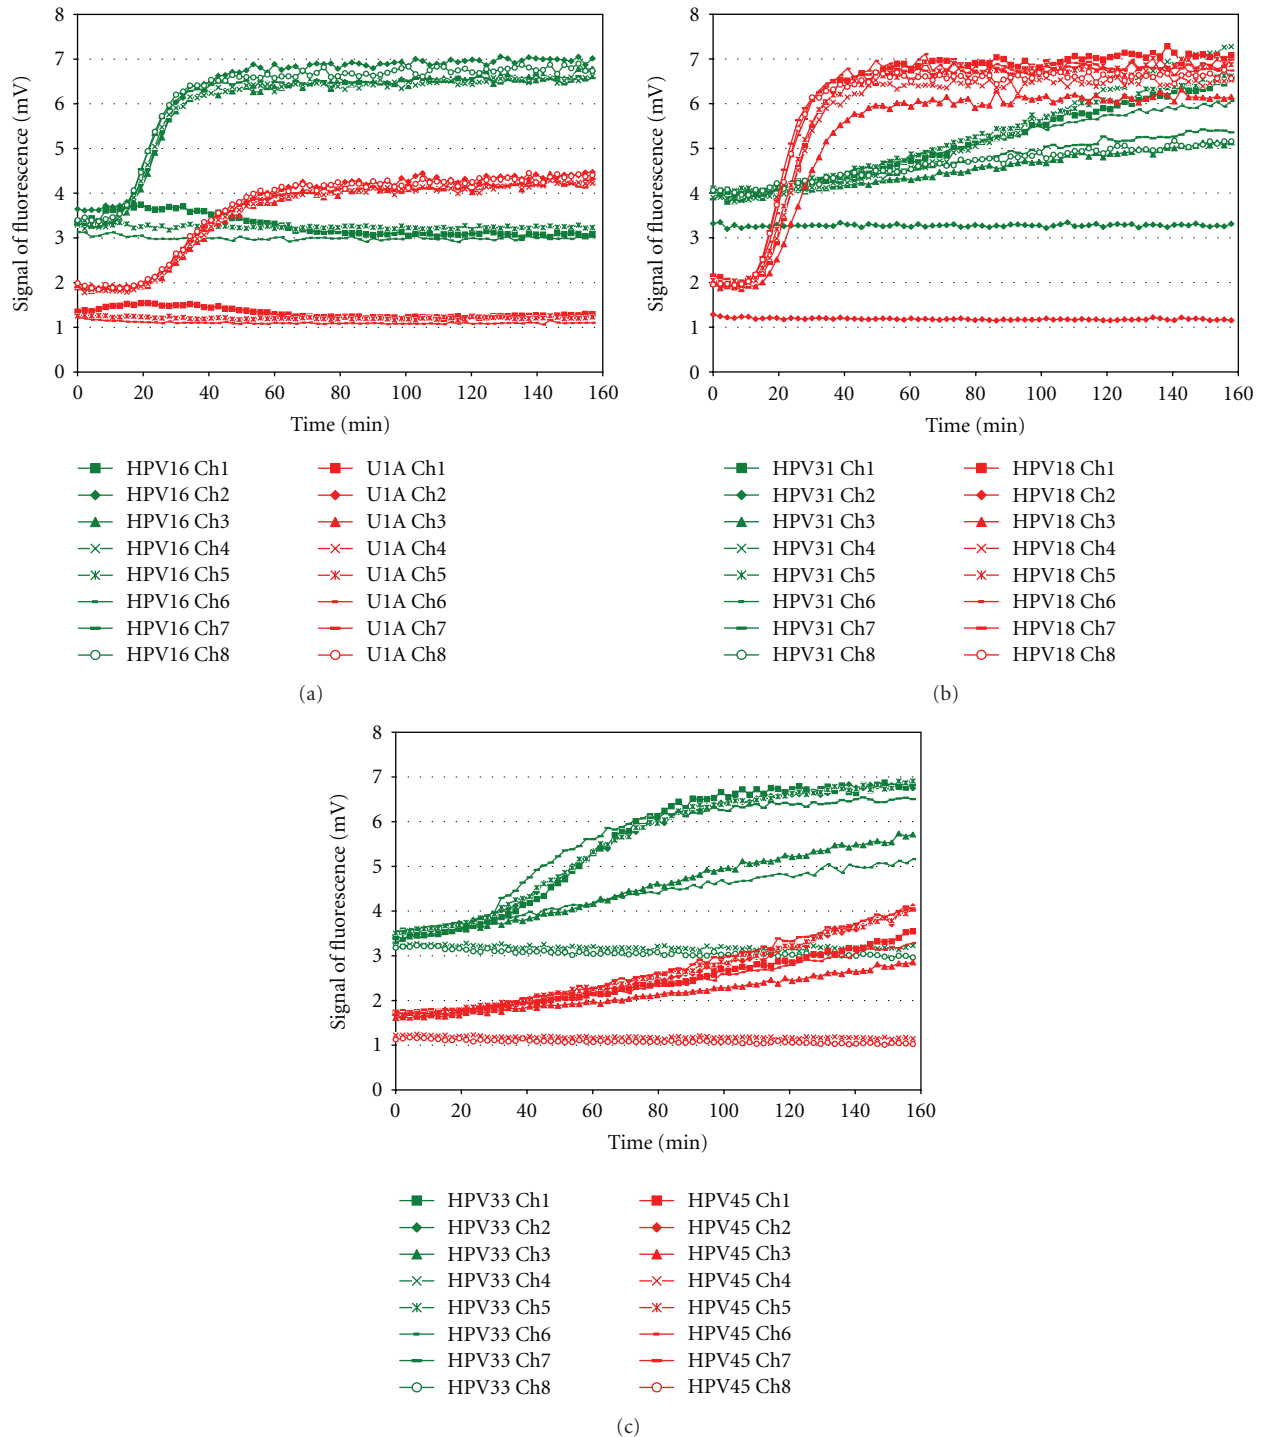 8
7
6
5
4
3
2
1
0
Signal of fluorescence (mV)
0 20 40 60 80 100 120 140 160
Time (min)
HPV16 Ch1 U1A Ch1
HPV16 Ch2 U1A Ch2
HPV16 Ch3 U1A Ch3
HPV16 Ch4 U1A Ch4
HPV16 Ch5 U1A Ch5
HPV16 Ch6 U1A Ch6
HPV16 Ch7 U1A Ch7
HPV16 Ch8 U1A Ch8
(a)
8
7
6
5
4
3
2
1
0
Signal of fluorescence (mV)
0 20 40 60 80 100 120 140 160
Time (min)
HPV31 Ch1 HPV18 Ch1
HPV31 Ch2 HPV18 Ch2
HPV31 Ch3 HPV18 Ch3
HPV31 Ch4 HPV18 Ch4
HPV31 Ch5 HPV18 Ch5
HPV31 Ch6 HPV18 Ch6
HPV31 Ch7 HPV18 Ch7
HPV31 Ch8 HPV18 Ch8
(b)
8
7
6
5
4
3
2
1
0
Signal of fluorescence (mV)
0 20 40 60 80 100 120 140 160
Time (min)
HPV33 Ch1 HPV45 Ch1
HPV33 Ch2 HPV45 Ch2
HPV33 Ch3 HPV45 Ch3
HPV33 Ch4 HPV45 Ch4
HPV33 Ch5 HPV45 Ch5
HPV33 Ch6 HPV45 Ch6
HPV33 Ch7 HPV45 Ch7
HPV33 Ch8 HPV45 Ch8
(c)